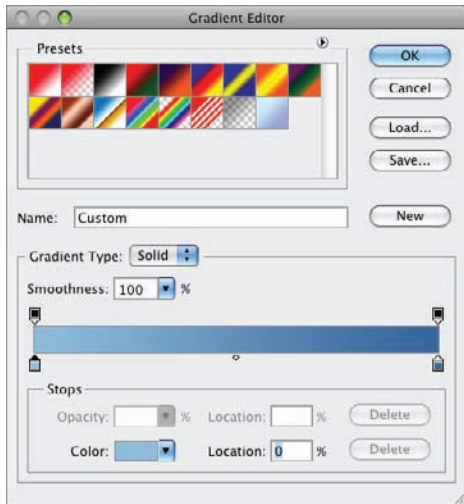 Gradient Editor
Presets
OK
Cancel
Load...
Save...
Name: Custom
New
Gradient Type: Solid
Smoothness: 100 %
Stops
Opacity: % Location: % Delete
Color: Location: 0 % Delete